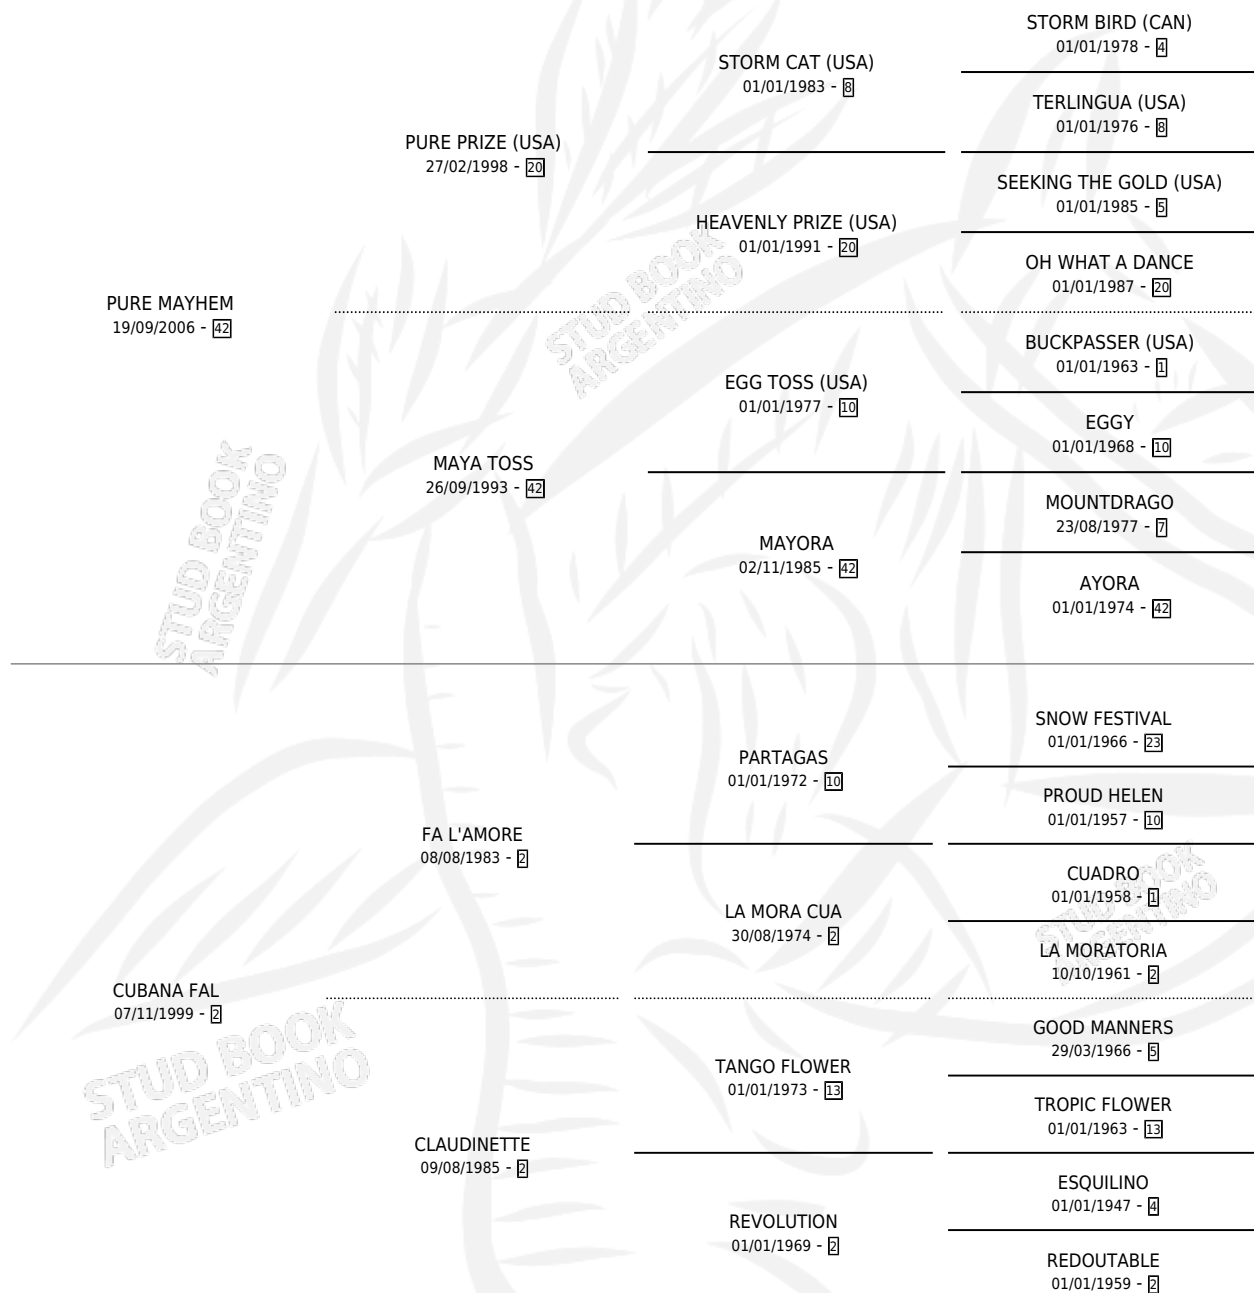 STORM BIRD (CAN)
01/01/1978 - 4
STORM CAT (USA)
01/01/1983 - 8
TERLINGUA (USA)
01/01/1976 - 8
PURE PRIZE (USA)
27/02/1998 - 20
SEEKING THE GOLD (USA)
01/01/1985 - 5
HEAVENLY PRIZE (USA)
01/01/1991 - 20
OH WHAT A DANCE
01/01/1987 - 20
PURE MAYHEM
19/09/2006 - 42
BUCKPASSER (USA)
01/01/1963 - 1
EGG TOSS (USA)
01/01/1977 - 10
EGGY
01/01/1968 - 10
MAYA TOSS
26/09/1993 - 42
MOUNTDRAGO
23/08/1977 - 7
MAYORA
02/11/1985 - 42
AYORA
01/01/1974 - 42
SNOW FESTIVAL
01/01/1966 - 23
PARTAGAS
01/01/1972 - 10
PROUD HELEN
01/01/1957 - 10
FA L'AMORE
08/08/1983 - 2
CUADRO
01/01/1958 - 1
LA MORA CUA
30/08/1974 - 2
LA MORATORIA
10/10/1961 - 2
CUBANA FAL
07/11/1999 - 2
GOOD MANNERS
29/03/1966 - 5
TANGO FLOWER
01/01/1973 - 13
TROPIC FLOWER
01/01/1963 - 13
CLAUDINETTE
09/08/1985 - 2
ESQUILINO
01/01/1947 - 4
REVOLUTION
01/01/1969 - 2
REDOUTABLE
01/01/1959 - 2
STUD BOOK
ARGENTINO
STUD BOOK
ARGENTINO
STUD BOOK
ARGENTINO
STUD BOOK
ARGENTINO